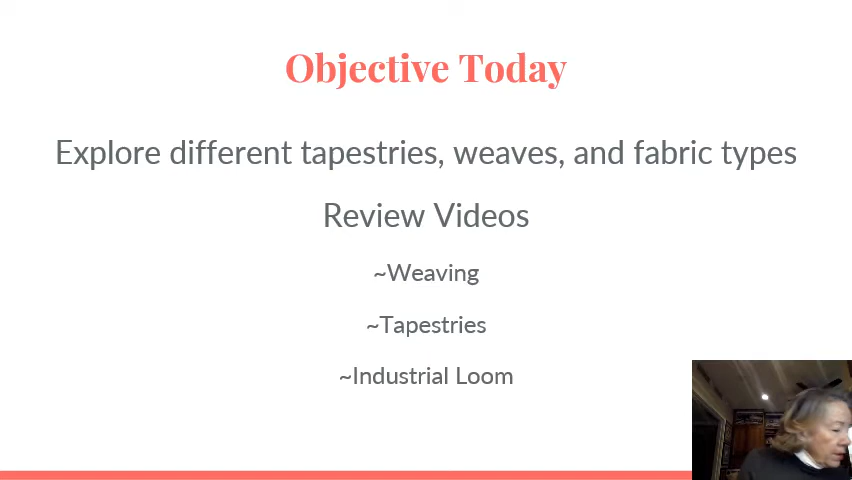 Objective Today
Explore different tapestries, weaves, and fabric types
Review Videos
~Weaving
~Tapestries
~Industrial Loom